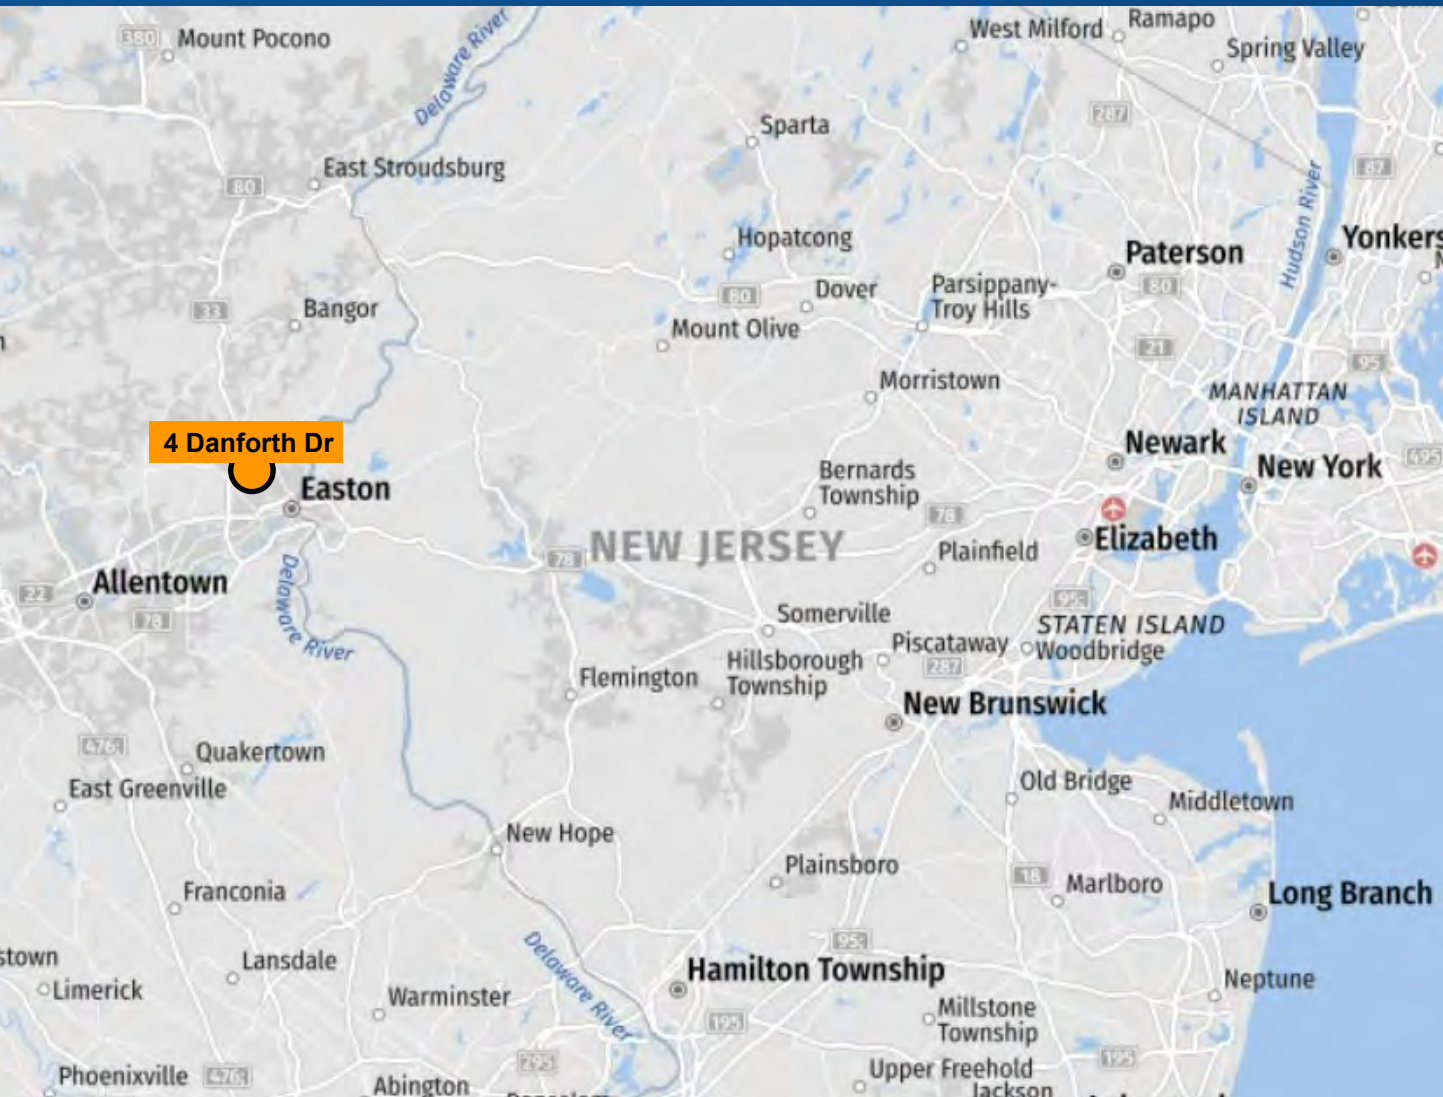 380
Mount Pocono
Delaware River
West Milford
Ramapo
Spring Valley
Sparta
287
87
East Stroudsburg
80
Hudson River
Hopatcong
Paterson
Yonkers
80
Dover
Parsippany-
Troy Hills
80
33
Bangor
Mount Olive
21
95
Morristown
MANHATTAN
ISLAND
4 Danforth Dr
Newark
New York
495
Easton
Bernards
Township
78
NEW JERSEY
78
Plainfield
Elizabeth
Allentown
22
78
Delaware River
95
Somerville
STATEN ISLAND
Piscataway
Woodbridge
287
Hillsborough
Township
Flemington
New Brunswick
476
Quakertown
East Greenville
Old Bridge
Middletown
New Hope
Plainsboro
18
Marlboro
Franconia
Long Branch
95
stown
Lansdale
Limerick
Delaware River
Hamilton Township
Neptune
Warminster
Millstone
Township
195
295
195
Phoenixville
476
Abington
Upper Freehold
Jackson